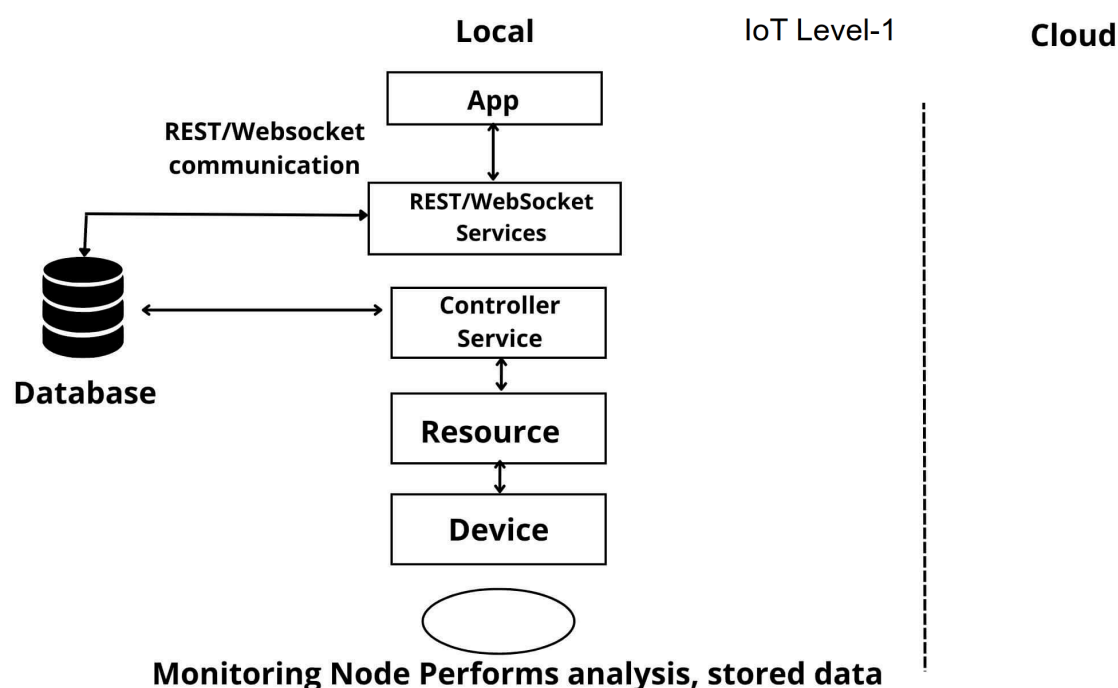 Local
IoT Level-1
Cloud
App
REST/Websocket
communication
REST/WebSocket
Services
Controller
Service
Database
Resource
Device
Monitoring Node Performs analysis, stored data